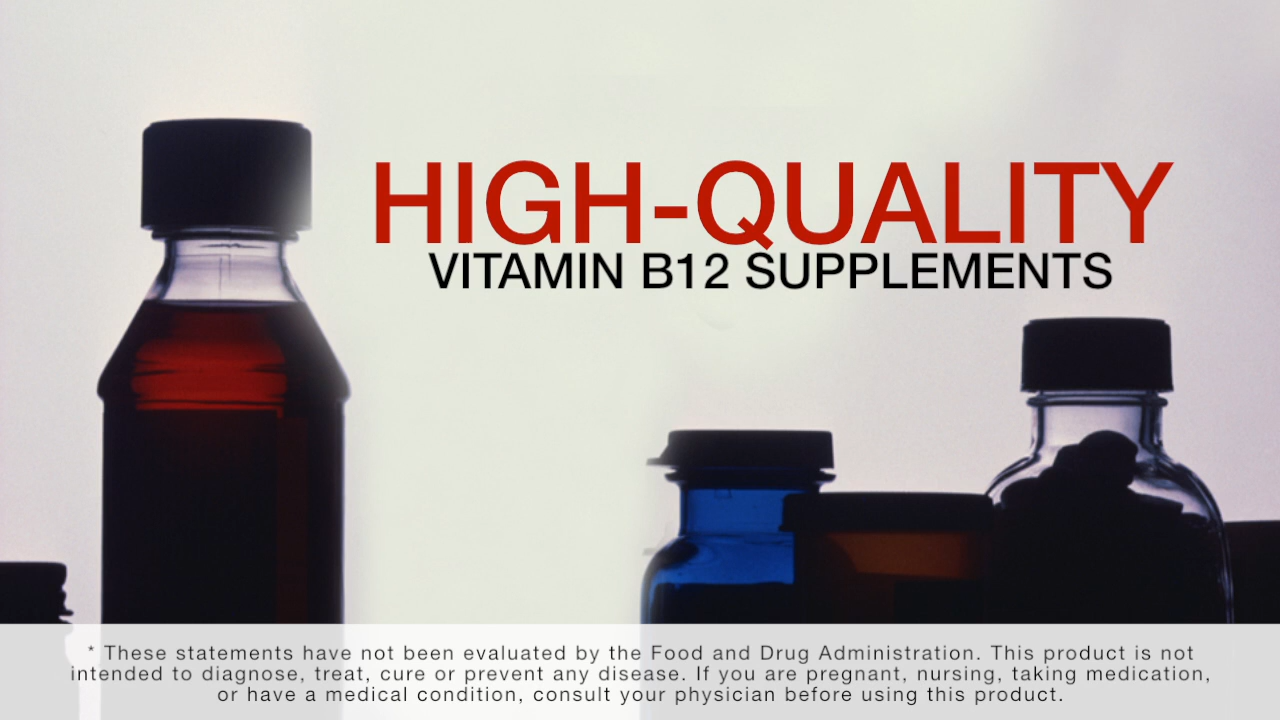 HIGH-QUALITY
VITAMIN B12 SUPPLEMENTS
* These statements have not been evaluated by the Food and Drug Administration. This product is not
intended to diagnose, treat, cure or prevent any disease. If you are pregnant, nursing, taking medication,
or have a medical condition, consult your physician before using this product.